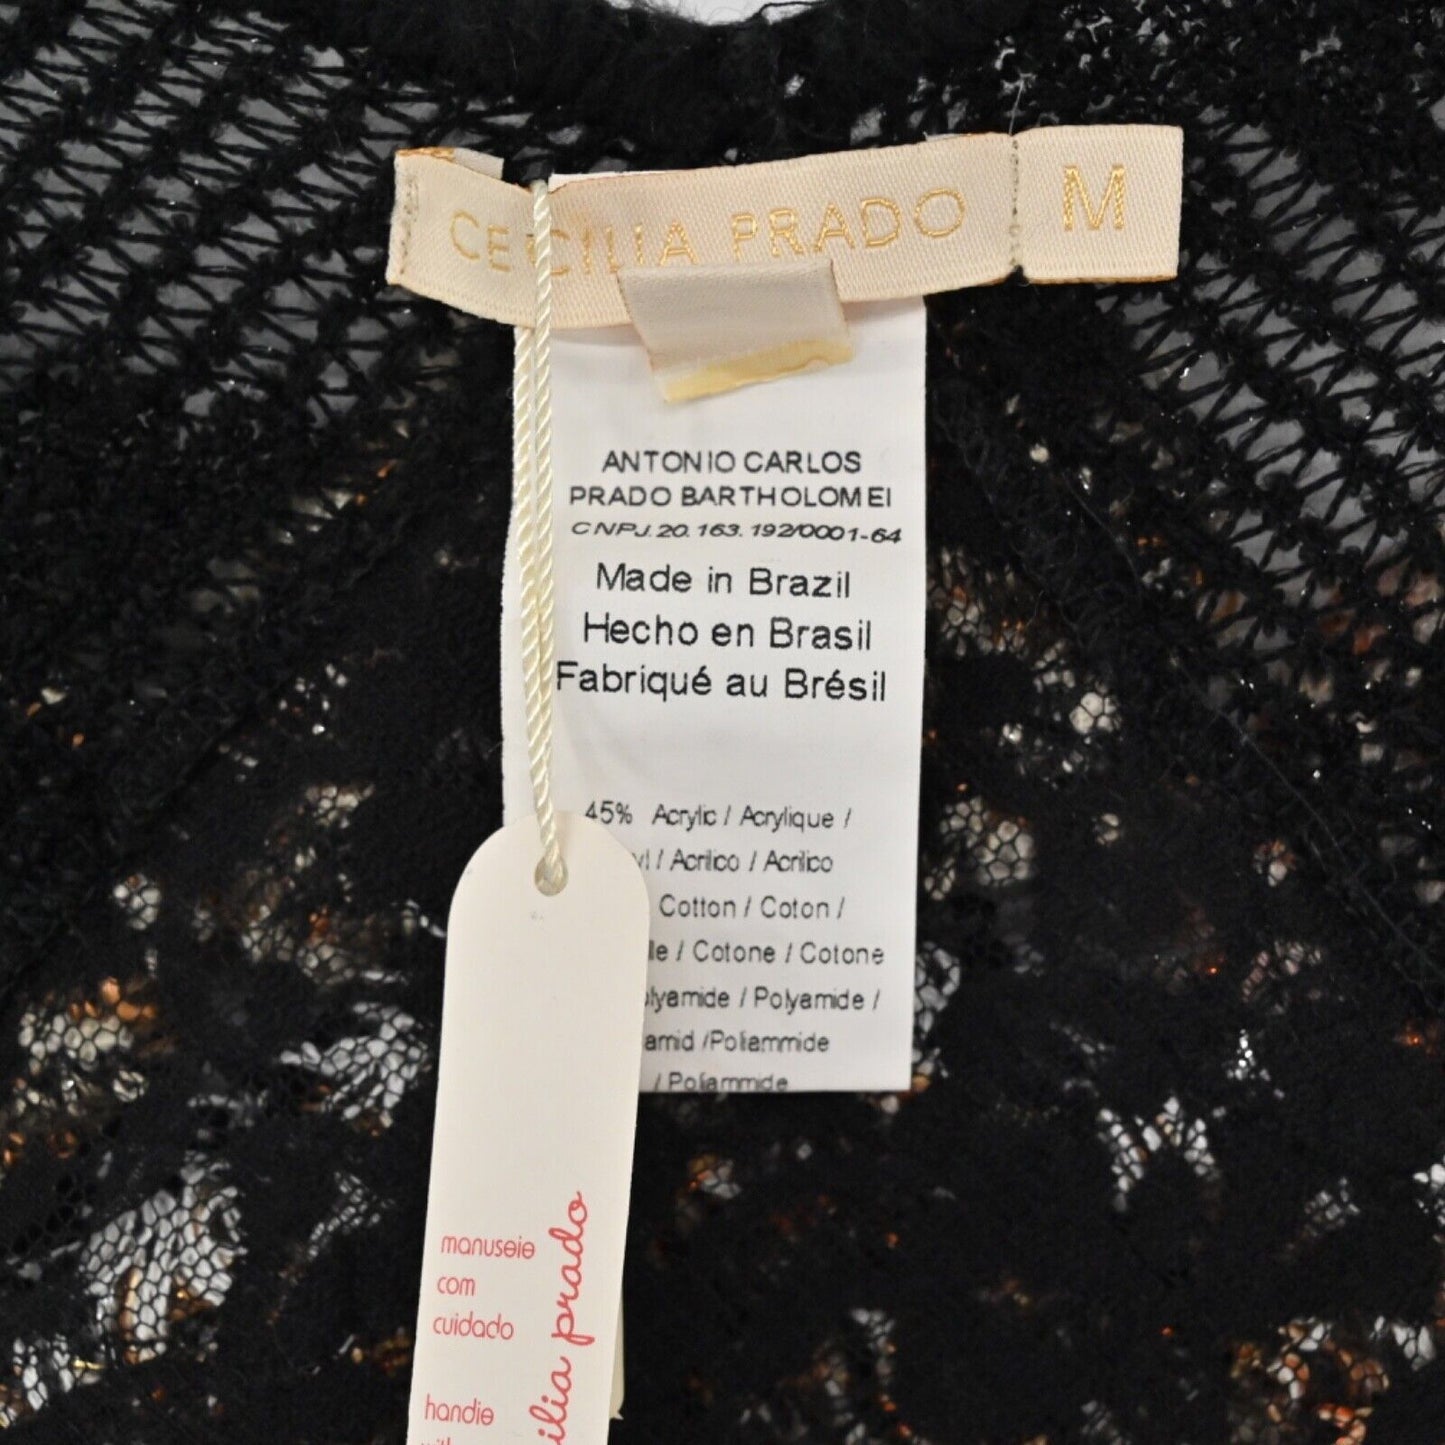 CECILIA PRADO M
ANTONIO CARLOS
PRADO BARTHOLOMEI
CNPJ.20.163.192/0001-64
Made in Brazil
Hecho en Brasil
Fabriqué au Brésil
45% Acrylic / Acrylique /
/ Acrilico / Acrilico
Cotton / Coton /
/ Cotone / Cotone
/ Polyamide /
/Poliammide
/ Poliammide
manuseie
com
cuidado
handle
prado